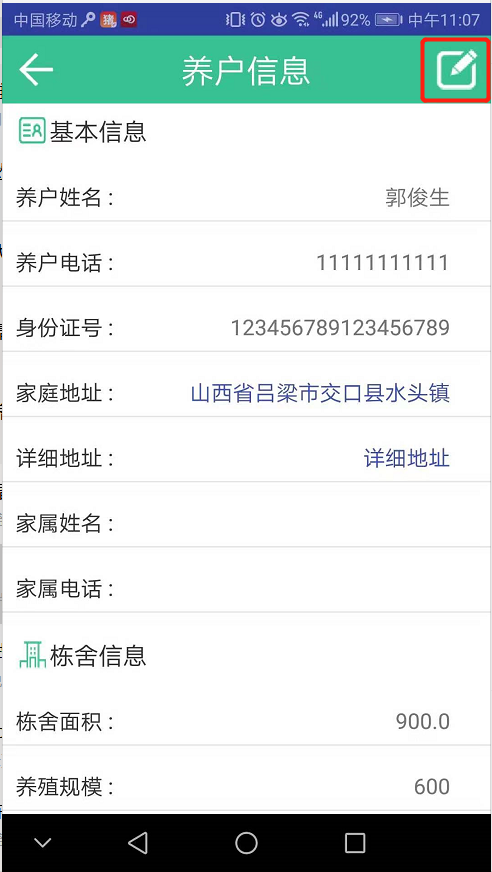 中国移动 4G 92% 中午11:07
养户信息
基本信息
养户姓名： 郭俊生
养户电话： 11111111111
身份证号： 123456789123456789
家庭地址： 山西省吕梁市交口县水头镇
详细地址： 详细地址
家属姓名：
家属电话：
栋舍信息
栋舍面积： 900.0
养殖规模： 600